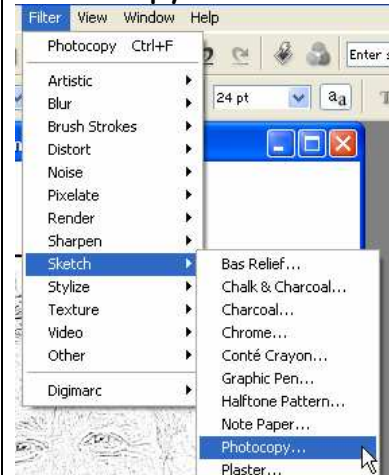 Filter View Window Help
Photocopy Ctrl+F
Enter
24 pt
aa
Artistic
Blur
Brush Strokes
Distort
Noise
Pixelate
Render
Sharpen
Sketch
Stylize
Texture
Video
Other
Digimarc
Bas Relief...
Chalk & Charcoal...
Charcoal...
Chrome...
Conté Crayon...
Graphic Pen...
Halftone Pattern...
Note Paper...
Photocopy...
Plaster...